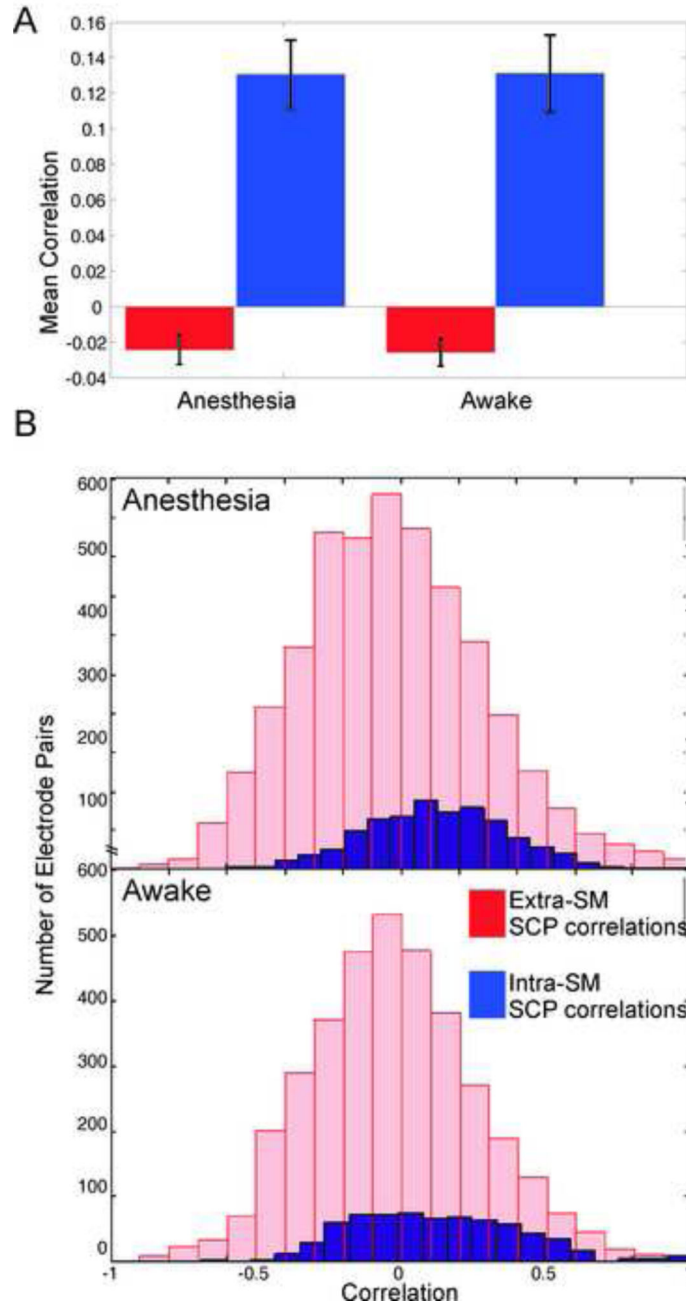 A
0.16
0.14
0.12
0.1
0.08
0.06
0.04
0.02
0
-0.02
-0.04
Mean Correlation
Anesthesia
Awake
B
Number of Electrode Pairs
600
500
400
300
200
100
Anesthesia
600
500
400
300
200
100
0
Awake
Extra-SM
SCP correlations
Intra-SM
SCP correlations
-1
-0.5
0
0.5
Correlation